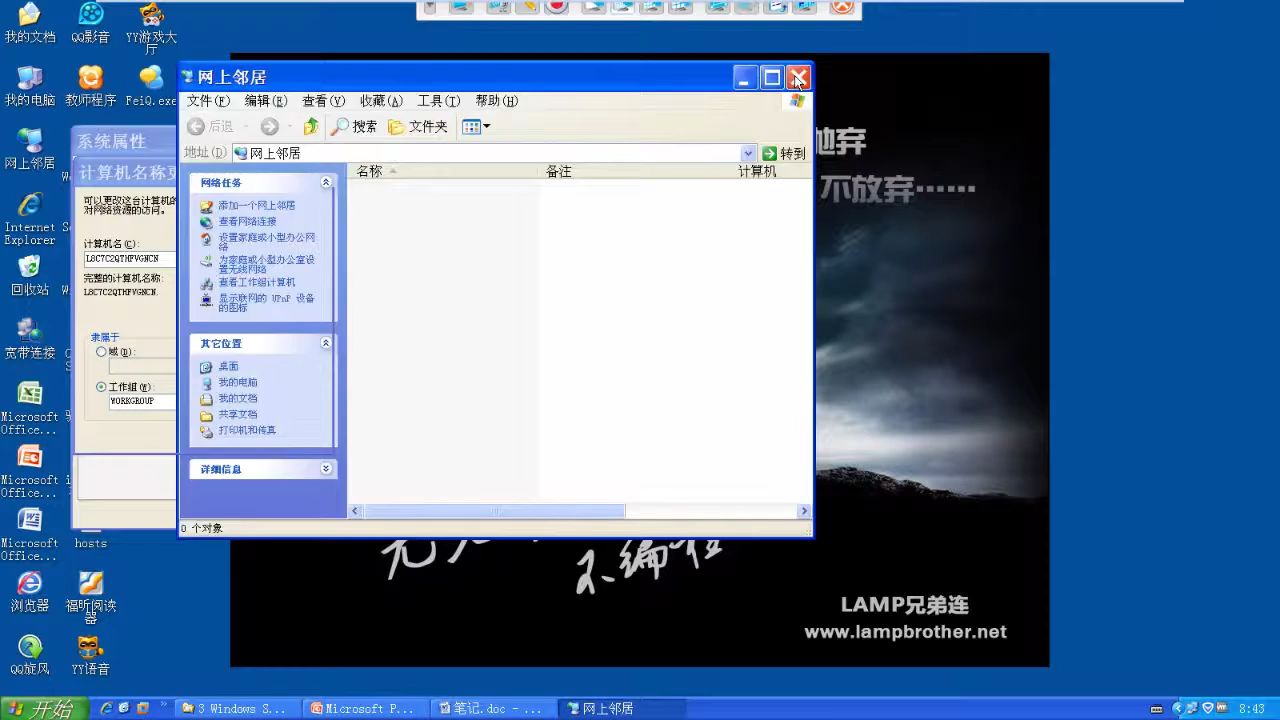 我的文档
QQ影音
YY游戏大厅
我的电脑
教师程序
FeiQ.exe
网上邻居
Internet Explorer
回收站
宽带连接
Microsoft Office...
Microsoft Office...
Microsoft Office...
hosts
浏览器
福昕阅读器
QQ旋风
YY语音
系统属性
计算机名称更
可以更改这台计算机的
对网络资源的访问。
计算机名(C):
L8C7C2QTHFVGNCN
完整的计算机名称:
L8C7C2QTHFVGNCN.
隶属于
域(D):
工作组(W):
WORKGROUP
网上邻居
文件(F) 编辑(E) 查看(V) 收藏(A) 工具(T) 帮助(H)
后退 搜索 文件夹
地址(D) 网上邻居 转到
名称 备注 计算机
网络任务
添加一个网上邻居
查看网络连接
设置家庭或小型办公网络
为家庭或小型办公室设置无线网络
查看工作组计算机
显示联网的 UPnP 设备的图标
其它位置
桌面
我的电脑
我的文档
共享文档
打印机和传真
详细信息
0 个对象
抛弃
不放弃……
不编程
LAMP兄弟连
www.lampbrother.net
开始
3 Windows S...
Microsoft P...
笔记.doc - ...
网上邻居
8:43